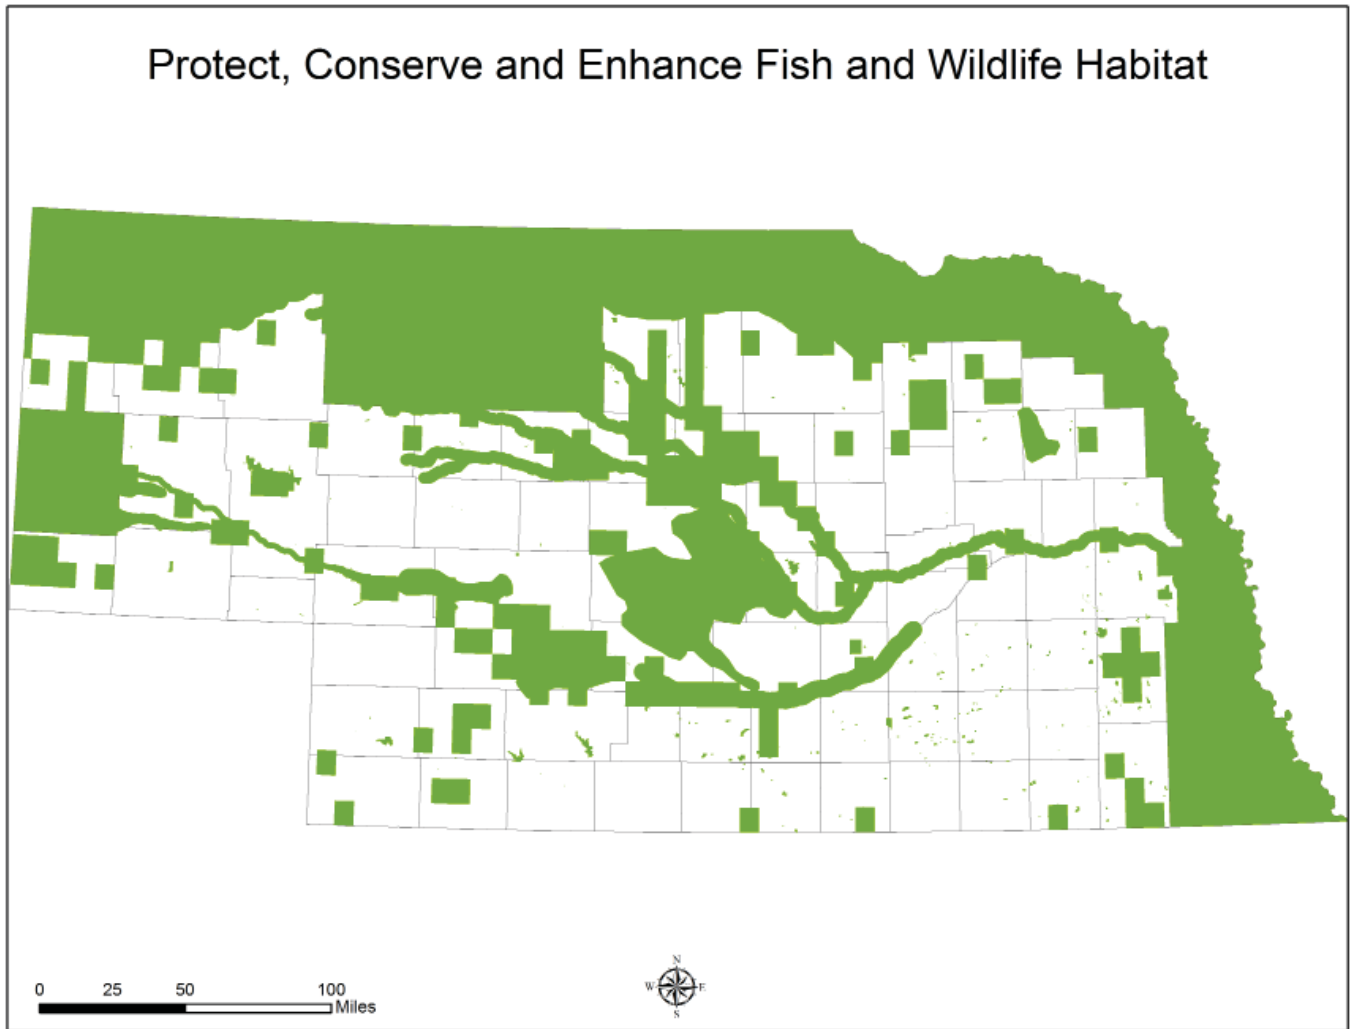 Protect, Conserve and Enhance Fish and Wildlife Habitat
0 25 50 100
Miles
N
W E
S